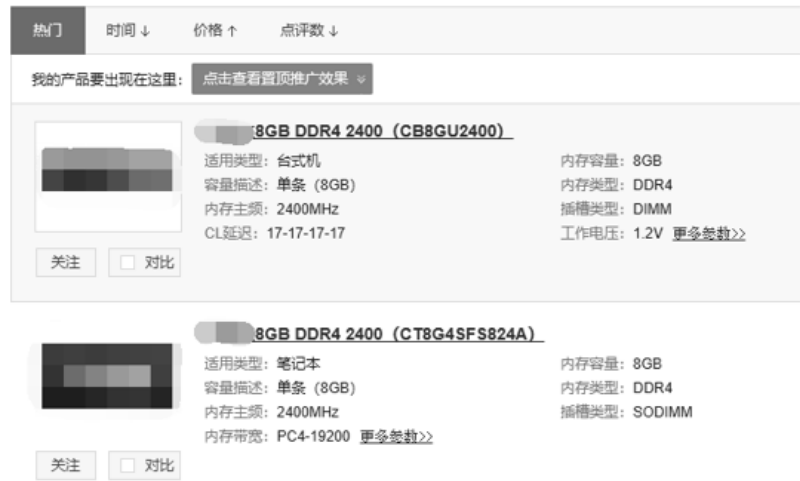 热门 时间↓ 价格↑ 点评数↓
我的产品要出现在这里： 点击查看置顶推广效果
8GB DDR4 2400（CB8GU2400）
适用类型：台式机 内存容量：8GB
容量描述：单条（8GB） 内存类型：DDR4
内存主频：2400MHz 插槽类型：DIMM
CL延迟：17-17-17-17 工作电压：1.2V 更多参数>>
关注 对比
8GB DDR4 2400（CT8G4SFS824A）
适用类型：笔记本 内存容量：8GB
容量描述：单条（8GB） 内存类型：DDR4
内存主频：2400MHz 插槽类型：SODIMM
内存带宽：PC4-19200 更多参数>>
关注 对比